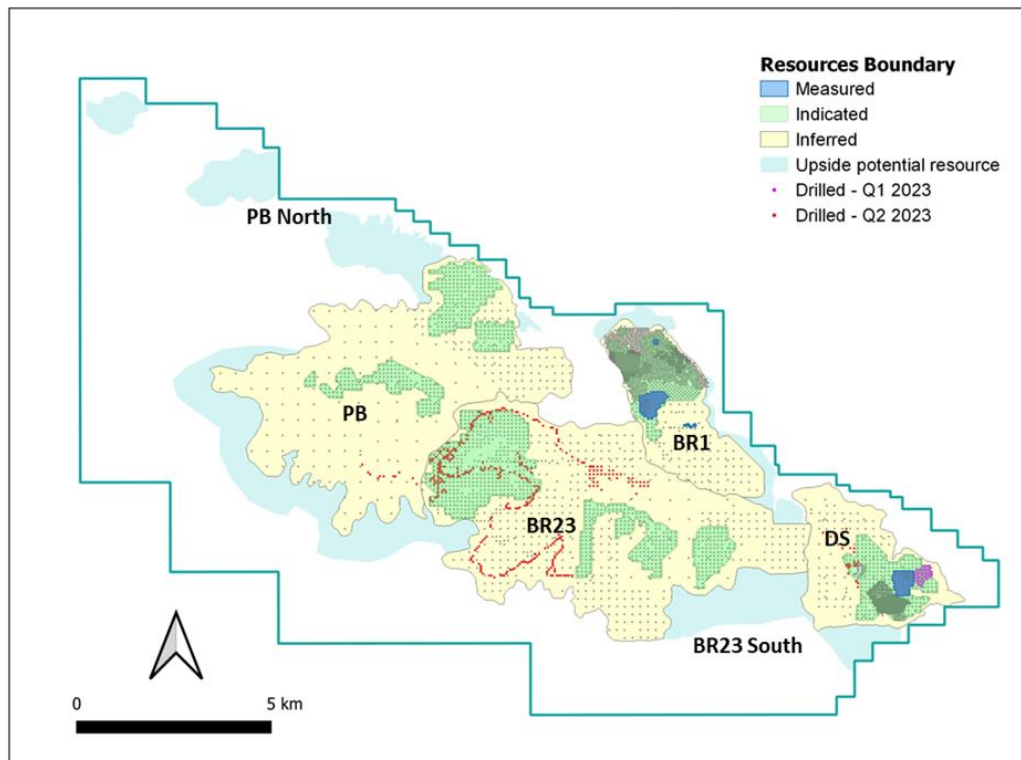 Resources Boundary
Measured
Indicated
Inferred
Upside potential resource
Drilled - Q1 2023
Drilled - Q2 2023
PB North
PB
BR1
BR23
DS
BR23 South
0 5 km